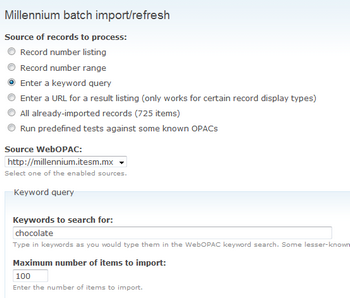 Millennium batch import/refresh
Source of records to process:
Record number listing
Record number range
Enter a keyword query
Enter a URL for a result listing (only works for certain record display types)
All already-imported records (725 items)
Run predefined tests against some known OPACs
Source WebOPAC:
http://millennium.itesm.mx
Select one of the enabled sources.
Keyword query
Keywords to search for:
chocolate
Type in keywords as you would type them in the WebOPAC keyword search. Some lesser-known
Maximum number of items to import:
100
Enter the number of items to import.